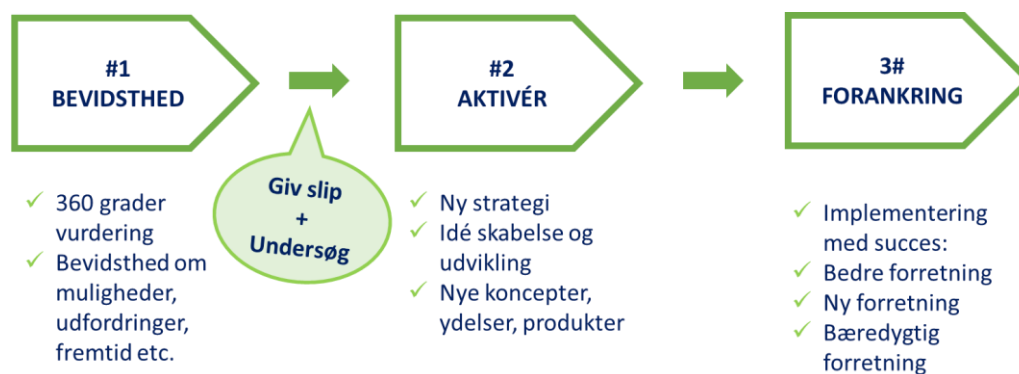 #1
BEVIDSTHED
#2
AKTIVÉR
3#
FORANKRING
Giv slip
+
Undersøg
✓ 360 grader
vurdering
✓ Bevidsthed om
muligheder,
udfordringer,
fremtid etc.
✓ Ny strategi
✓ Idé skabelse og
udvikling
✓ Nye koncepter,
ydelser, produkter
✓ Implementering
med succes:
✓ Bedre forretning
✓ Ny forretning
✓ Bæredygtig
forretning